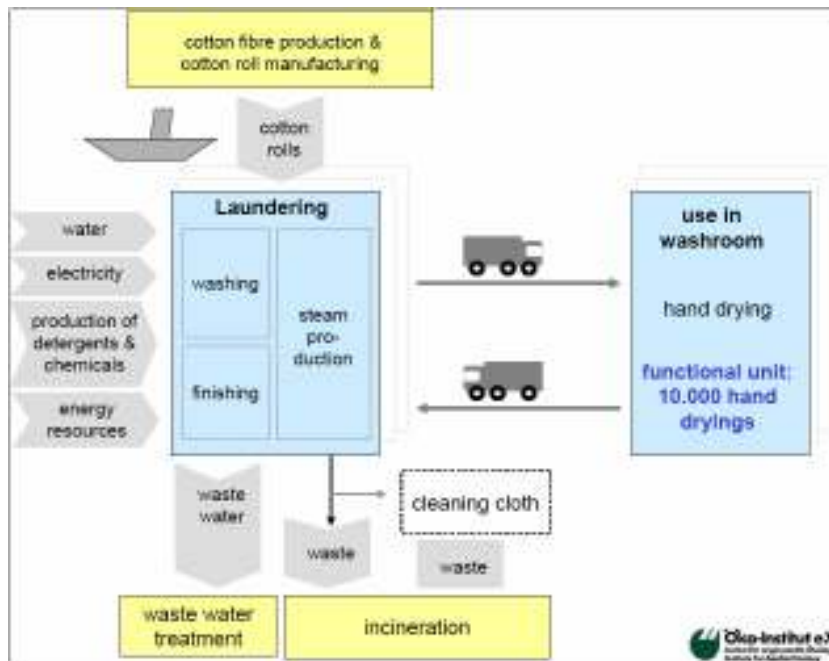 cotton fibre production &
cotton roll manufacturing
cotton
rolls
Laundering
water
electricity
production of
detergents &
chemicals
energy
resources
washing
finishing
steam
pro-
duction
use in
washroom
hand drying
functional unit:
10.000 hand
dryings
waste
water
waste
cleaning cloth
waste
waste water
treatment
incineration
Öko-Institut e.V.